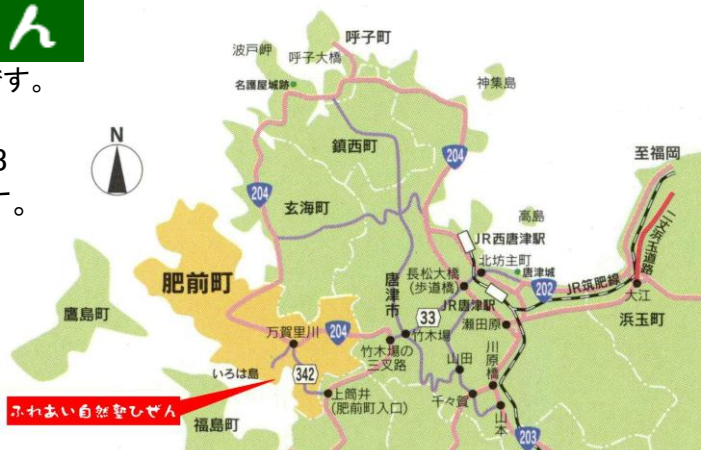 ん
す。
す。
N
呼子町
波戸岬
呼子大橋
名護屋城跡
神集島
鎮西町
204
至福岡
204
玄海町
高島
二丈浜玉道路
JR西唐津駅
北坊主町
唐津城
肥前町
長松大橋
(歩道橋)
202
JR筑肥線
大江
唐津市
JR唐津駅
鷹島町
33
瀬田原
浜玉町
204
万賀里川
竹木場
竹木場の
三叉路
川原橋
山田
いろは島
342
上筒井
(肥前町入口)
千々賀
山本
ふれあい自然塾ひぜん
福島町
203